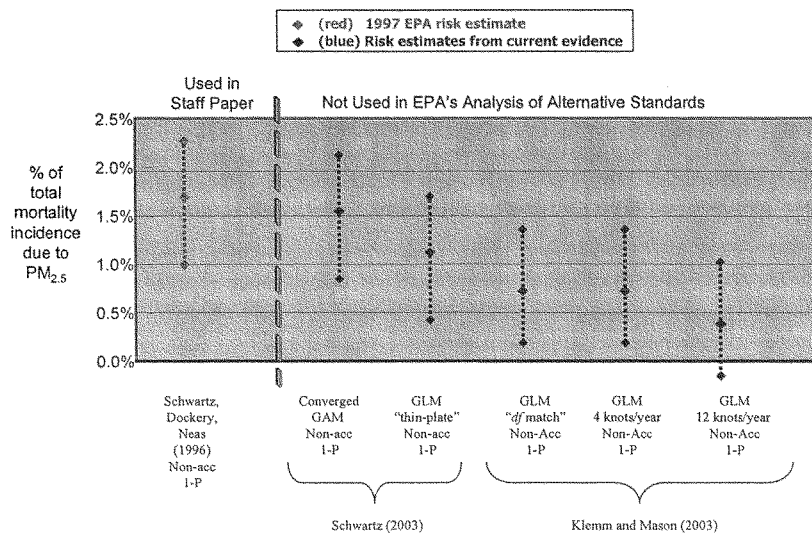 (red) 1997 EPA risk estimate
(blue) Risk estimates from current evidence
Used in
Staff Paper
Not Used in EPA's Analysis of Alternative Standards
% of
total
mortality
incidence
due to
PM2.5
2.5%
2.0%
1.5%
1.0%
0.5%
0.0%
Schwartz,
Dockery,
Neas
(1996)
Non-acc
1-P
Converged
GAM
Non-acc
1-P
GLM
"thin-plate"
Non-acc
1-P
GLM
"df match"
Non-Acc
1-P
GLM
4 knots/year
Non-Acc
1-P
GLM
12 knots/year
Non-Acc
1-P
Schwartz (2003)
Klemm and Mason (2003)